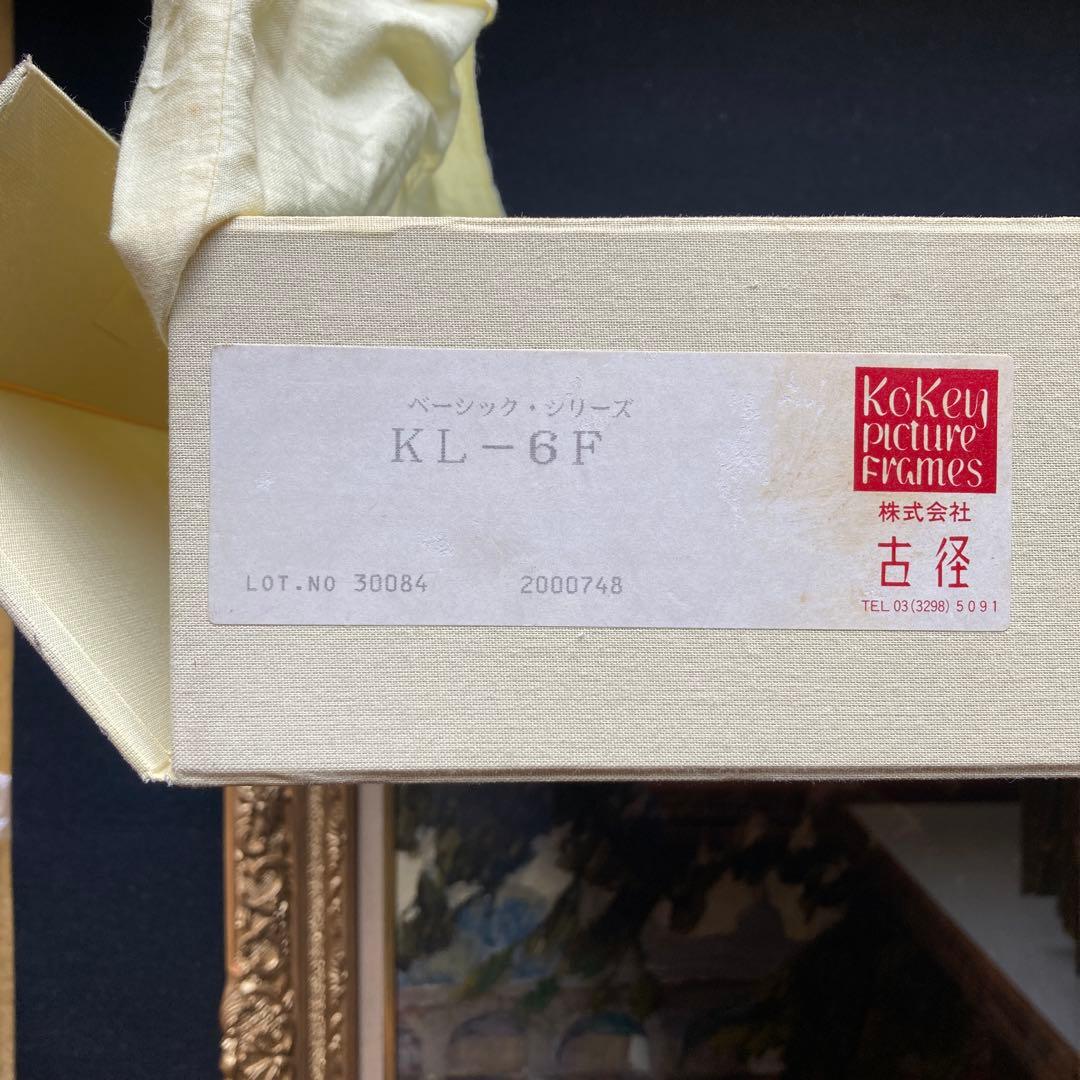 ベーシック・シリーズ
KL-6F
LOT.NO 30084 2000748
Kokey
Picture
Frames
株式会社
古径
TEL 03(3298)5091